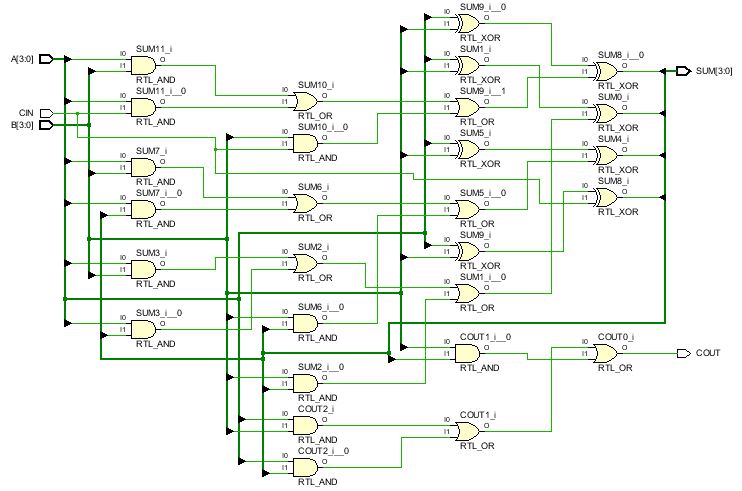 SUM9_i__0
I0 O
I1
RTL_XOR
A[3:0]
SUM11_i
I0 O
I1
RTL_AND
SUM1_i
I0 O
I1
RTL_XOR
SUM8_i__0
I0 O
I1
RTL_XOR
SUM[3:0]
SUM11_i__0
I0 O
I1
RTL_AND
SUM10_i
I0 O
I1
RTL_OR
SUM9_i__1
I0 O
I1
RTL_OR
SUM0_i
I0 O
I1
RTL_XOR
CIN
B[3:0]
SUM10_i__0
I0 O
I1
RTL_AND
SUM5_i
I0 O
I1
RTL_XOR
SUM4_i
I0 O
I1
RTL_XOR
SUM7_i
I0 O
I1
RTL_AND
SUM7_i__0
I0 O
I1
RTL_AND
SUM6_i
I0 O
I1
RTL_OR
SUM5_i__0
I0 O
I1
RTL_OR
SUM8_i
I0 O
I1
RTL_XOR
SUM3_i
I0 O
I1
RTL_AND
SUM2_i
I0 O
I1
RTL_OR
SUM9_i
I0 O
I1
RTL_XOR
SUM1_i__0
I0 O
I1
RTL_OR
SUM3_i__0
I0 O
I1
RTL_AND
SUM6_i__0
I0 O
I1
RTL_AND
COUT1_i__0
I0 O
I1
RTL_AND
COUT0_i
I0 O
I1
RTL_OR
COUT
SUM2_i__0
I0 O
I1
RTL_AND
COUT2_i
I0 O
I1
RTL_AND
COUT1_i
I0 O
I1
RTL_OR
COUT2_i__0
I0 O
I1
RTL_AND